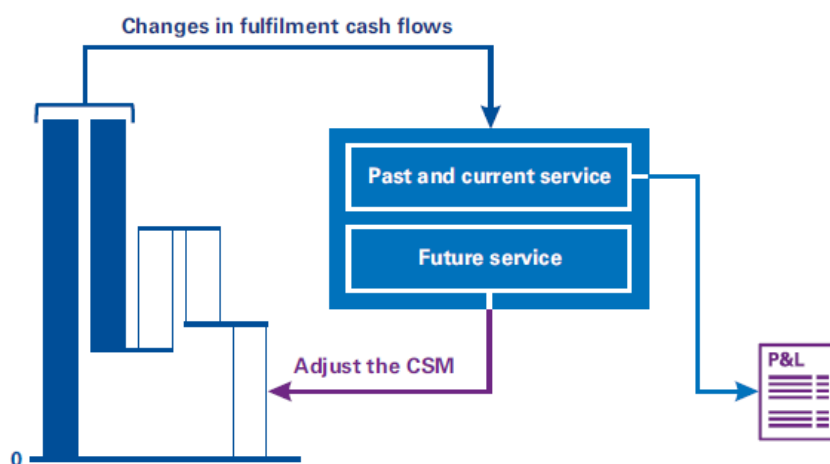 Changes in fulfilment cash flows
Past and current service
Future service
Adjust the CSM
P&L
0